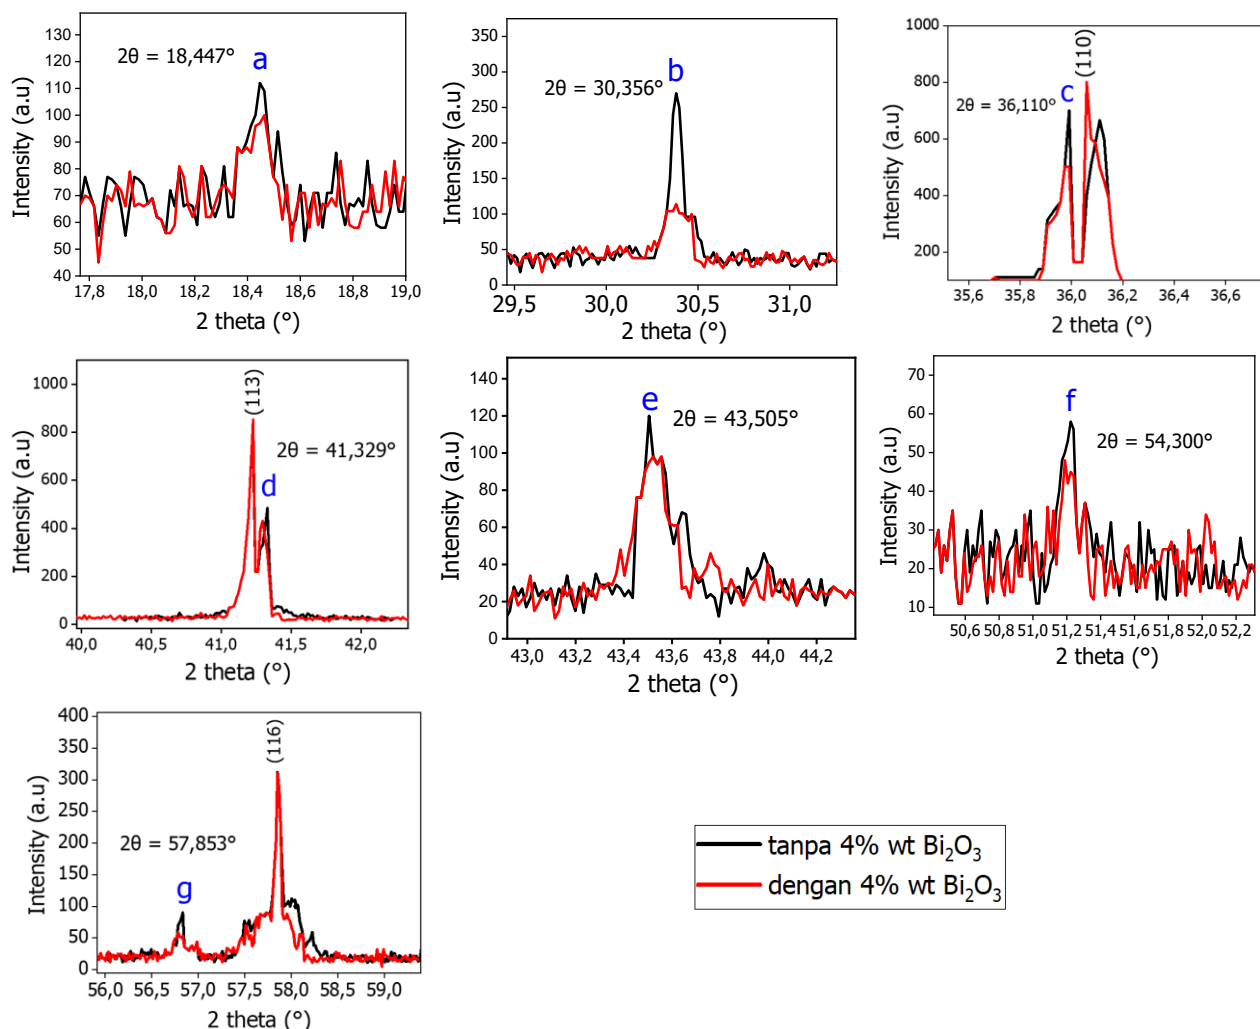 130
120
110
100
90
80
70
60
50
40
Intensity (a.u)
2θ = 18,447°
a
17,8 18,0 18,2 18,4 18,6 18,8 19,0
2 theta (°)
350
300
250
200
150
100
50
0
Intensity (a.u)
2θ = 30,356°
b
29,5 30,0 30,5 31,0
2 theta (°)
1000
800
600
400
200
Intensity (a.u)
2θ = 36,110°
c
(110)
35,6 35,8 36,0 36,2 36,4 36,6
2 theta (°)
1000
800
600
400
200
0
Intensity (a.u)
(113)
2θ = 41,329°
d
40,0 40,5 41,0 41,5 42,0
2 theta (°)
140
120
100
80
60
40
20
0
Intensity (a.u)
e
2θ = 43,505°
43,0 43,2 43,4 43,6 43,8 44,0 44,2
2 theta (°)
70
60
50
40
30
20
10
Intensity (a.u)
f
2θ = 54,300°
50,6 50,8 51,0 51,2 51,4 51,6 51,8 52,0 52,2
2 theta (°)
400
350
300
250
200
150
100
50
0
Intensity (a.u)
(116)
2θ = 57,853°
g
56,0 56,5 57,0 57,5 58,0 58,5 59,0
2 theta (°)
tanpa 4% wt Bi₂O₃
dengan 4% wt Bi₂O₃